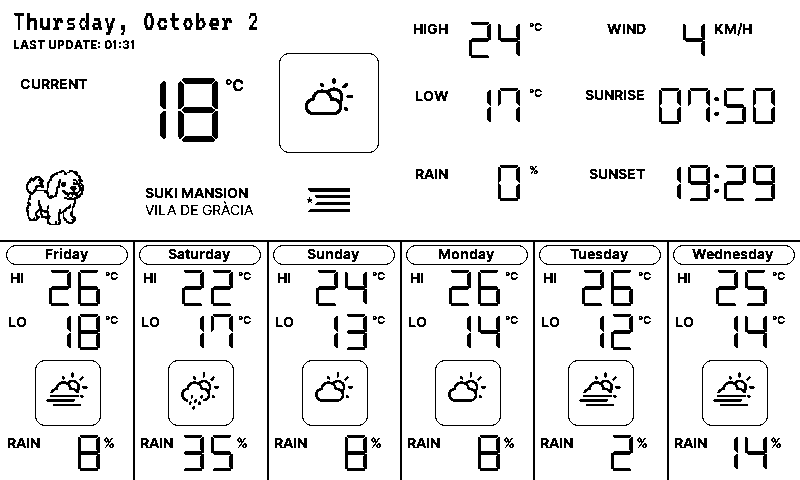 Thursday, October 2
LAST UPDATE: 01:31
CURRENT 18 °C
HIGH 24 °C
WIND 4 KM/H
LOW 17 °C
SUNRISE 07:50
RAIN 0 %
SUNSET 19:29
SUKI MANSION
VILA DE GRÀCIA
Friday
HI 26 °C
LO 18 °C
RAIN 8 %
Saturday
HI 22 °C
LO 17 °C
RAIN 35 %
Sunday
HI 24 °C
LO 13 °C
RAIN 8 %
Monday
HI 26 °C
LO 14 °C
RAIN 8 %
Tuesday
HI 26 °C
LO 12 °C
RAIN 2 %
Wednesday
HI 25 °C
LO 14 °C
RAIN 14 %